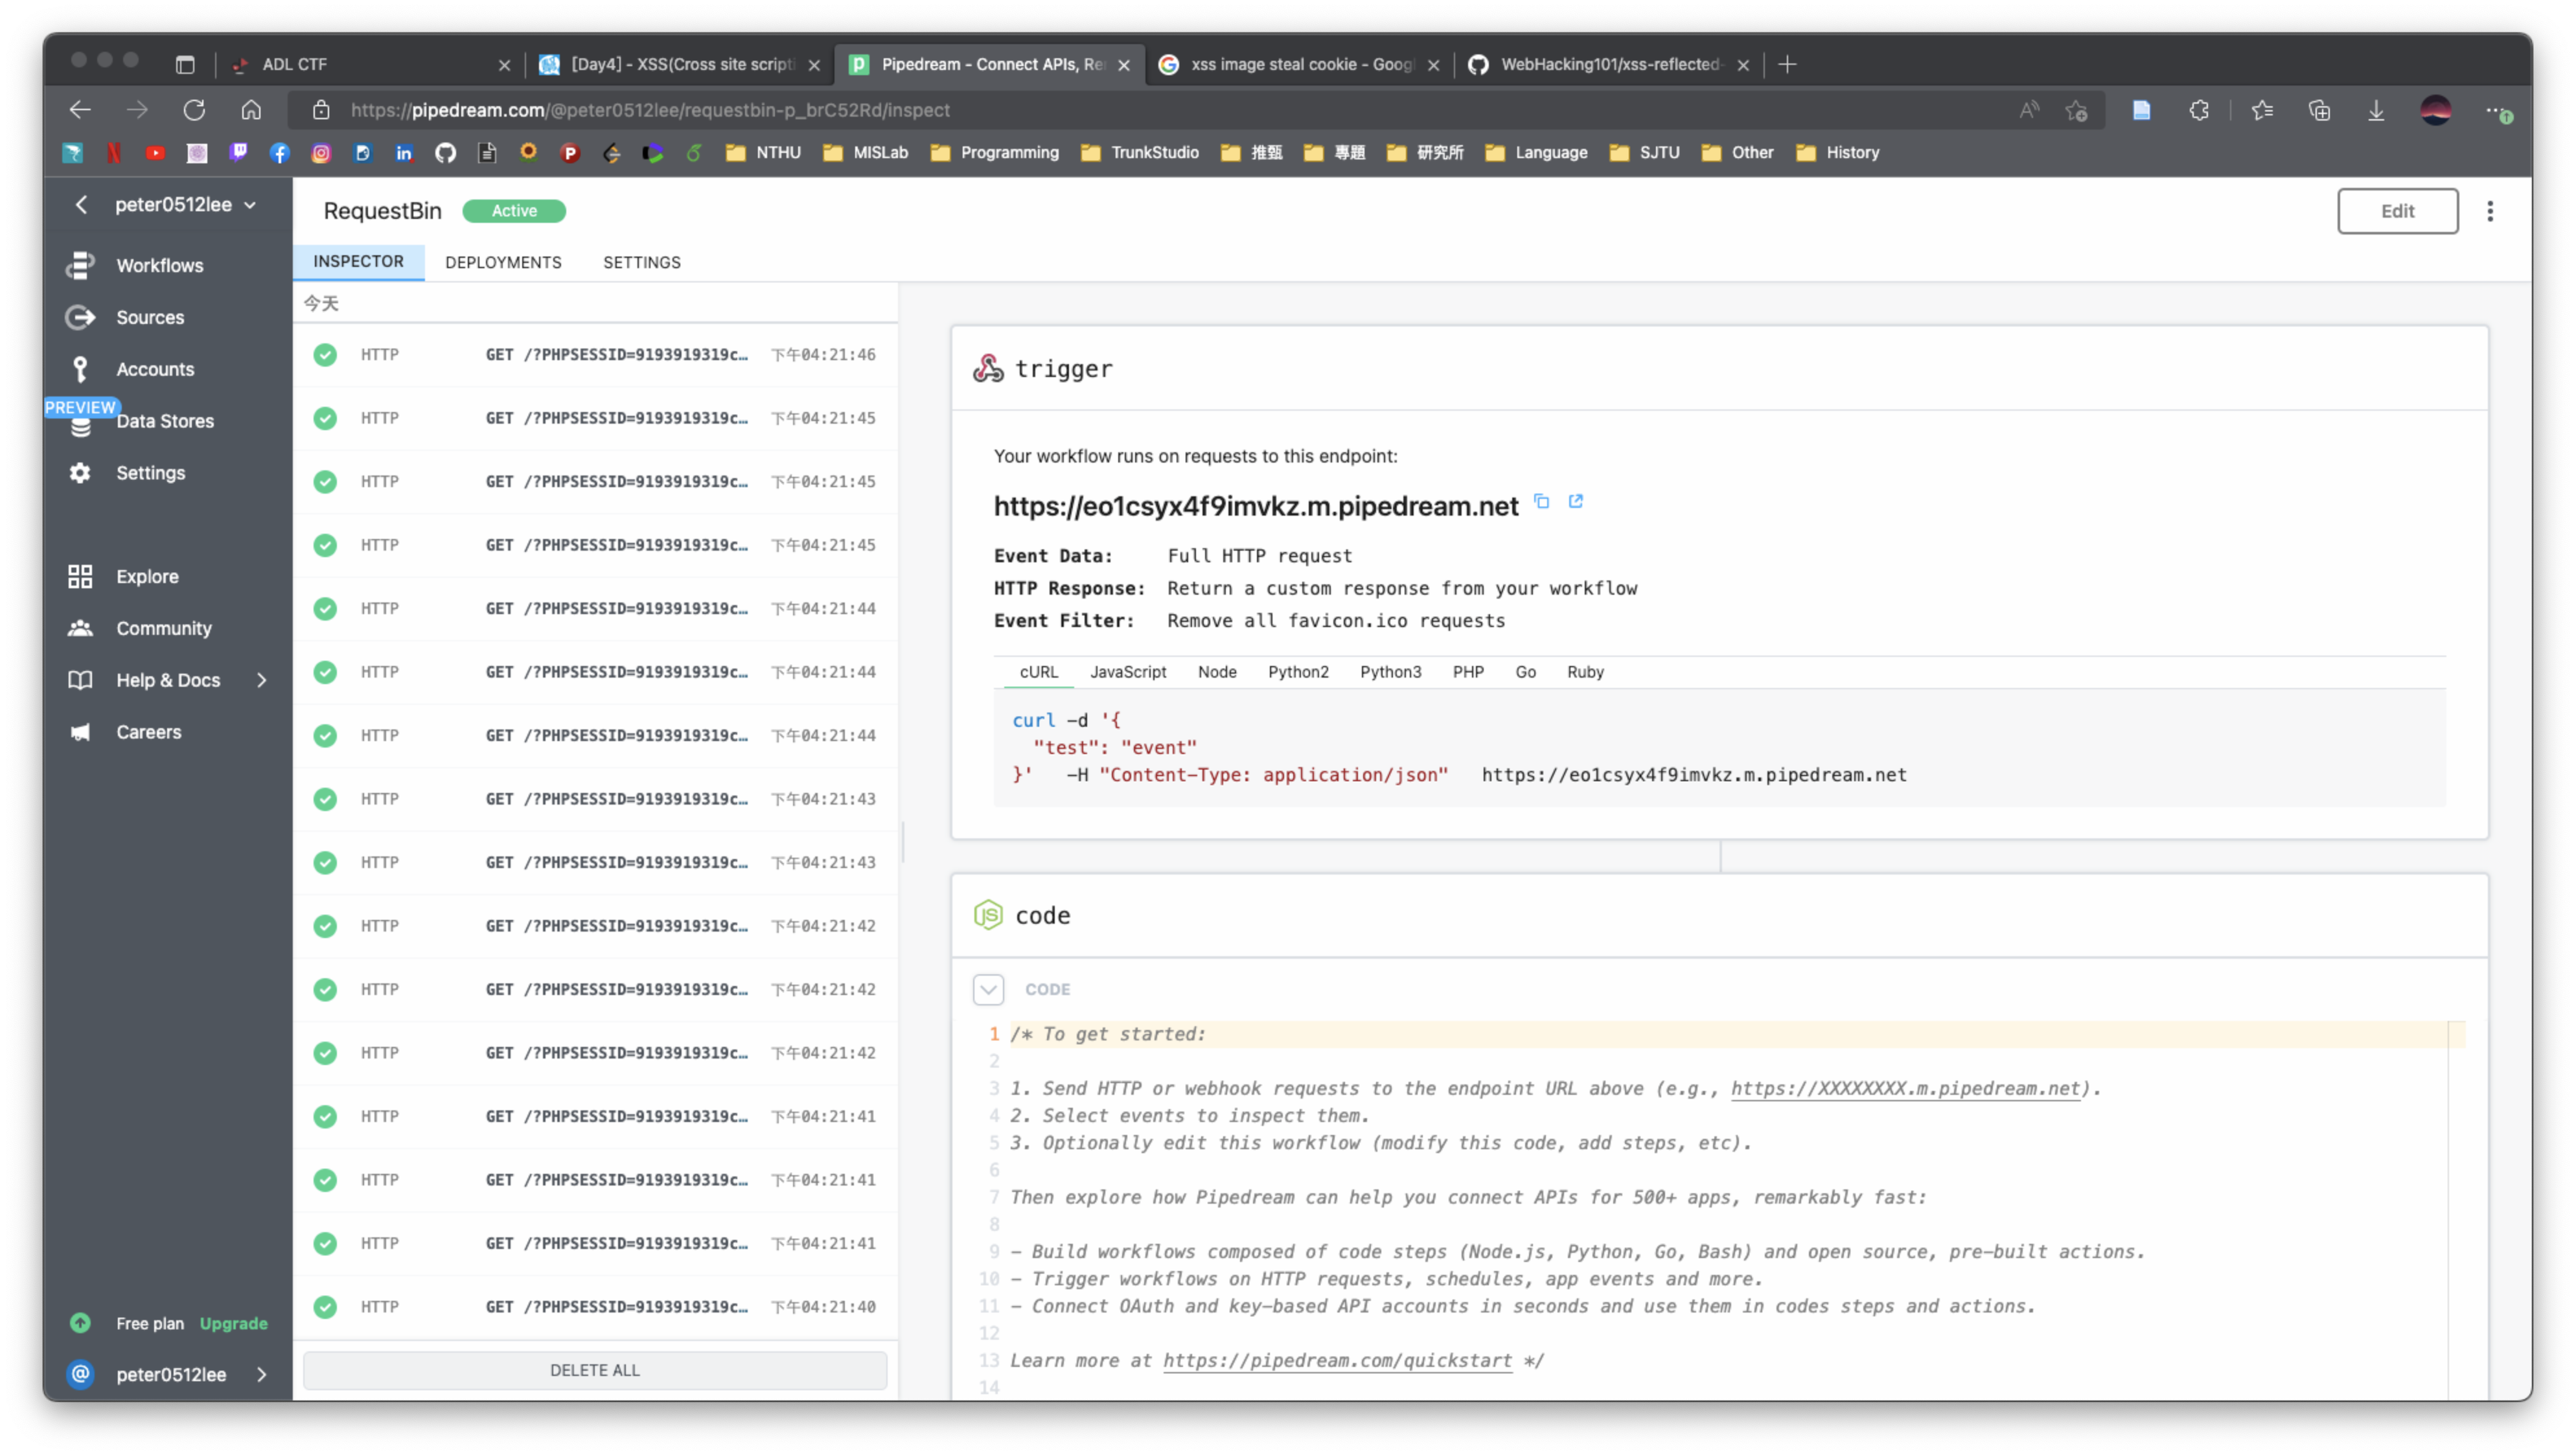 ADL CTF
[Day4] - XSS(Cross site scripti
Pipedream - Connect APIs, Re
xss image steal cookie - Goog
WebHacking101/xss-reflected-
https://pipedream.com/@peter0512lee/requestbin-p_brC52Rd/inspect
NTHU
MISLab
Programming
TrunkStudio
推甄
專題
研究所
Language
SJTU
Other
History
peter0512lee
Workflows
Sources
Accounts
PREVIEW
Data Stores
Settings
Explore
Community
Help & Docs
Careers
Free plan Upgrade
peter0512lee
RequestBin Active
Edit
INSPECTOR DEPLOYMENTS SETTINGS
今天
HTTP GET /?PHPSESSID=9193919319c… 下午04:21:46
HTTP GET /?PHPSESSID=9193919319c… 下午04:21:45
HTTP GET /?PHPSESSID=9193919319c… 下午04:21:45
HTTP GET /?PHPSESSID=9193919319c… 下午04:21:45
HTTP GET /?PHPSESSID=9193919319c… 下午04:21:44
HTTP GET /?PHPSESSID=9193919319c… 下午04:21:44
HTTP GET /?PHPSESSID=9193919319c… 下午04:21:44
HTTP GET /?PHPSESSID=9193919319c… 下午04:21:43
HTTP GET /?PHPSESSID=9193919319c… 下午04:21:43
HTTP GET /?PHPSESSID=9193919319c… 下午04:21:42
HTTP GET /?PHPSESSID=9193919319c… 下午04:21:42
HTTP GET /?PHPSESSID=9193919319c… 下午04:21:42
HTTP GET /?PHPSESSID=9193919319c… 下午04:21:41
HTTP GET /?PHPSESSID=9193919319c… 下午04:21:41
HTTP GET /?PHPSESSID=9193919319c… 下午04:21:41
HTTP GET /?PHPSESSID=9193919319c… 下午04:21:40
DELETE ALL
trigger
Your workflow runs on requests to this endpoint:
https://eo1csyx4f9imvkz.m.pipedream.net
Event Data: Full HTTP request
HTTP Response: Return a custom response from your workflow
Event Filter: Remove all favicon.ico requests
cURL JavaScript Node Python2 Python3 PHP Go Ruby
curl -d '{
"test": "event"
}' -H "Content-Type: application/json" https://eo1csyx4f9imvkz.m.pipedream.net
code
CODE
1 /* To get started:
2
3 1. Send HTTP or webhook requests to the endpoint URL above (e.g., https://XXXXXXXX.m.pipedream.net).
4 2. Select events to inspect them.
5 3. Optionally edit this workflow (modify this code, add steps, etc).
6
7 Then explore how Pipedream can help you connect APIs for 500+ apps, remarkably fast:
8
9 - Build workflows composed of code steps (Node.js, Python, Go, Bash) and open source, pre-built actions.
10 - Trigger workflows on HTTP requests, schedules, app events and more.
11 - Connect OAuth and key-based API accounts in seconds and use them in codes steps and actions.
12
13 Learn more at https://pipedream.com/quickstart */
14